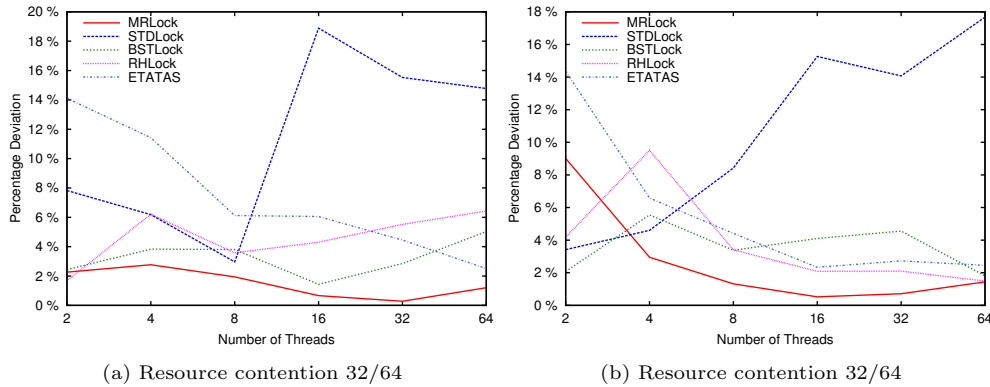 20 %
18 %
16 %
14 %
12 %
10 %
8 %
6 %
4 %
2 %
0 %
Percentage Deviation
MRLock
STDLock
BSTLock
RHLock
ETATAS
2 4 8 16 32 64
Number of Threads
(a) Resource contention 32/64
18 %
16 %
14 %
12 %
10 %
8 %
6 %
4 %
2 %
0 %
Percentage Deviation
MRLock
STDLock
BSTLock
RHLock
ETATAS
2 4 8 16 32 64
Number of Threads
(b) Resource contention 32/64